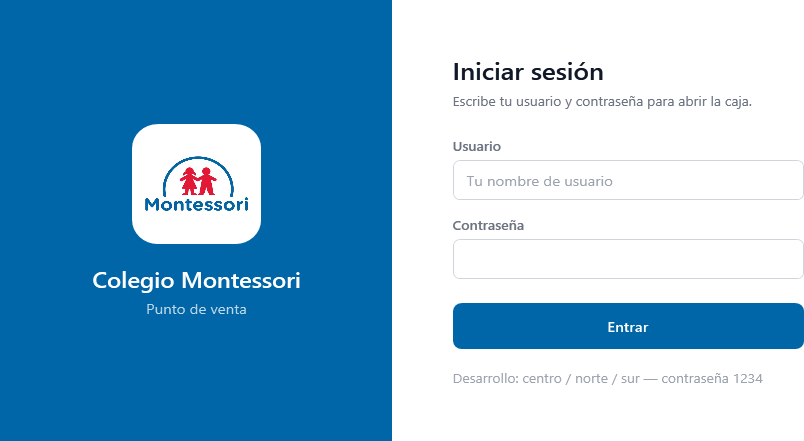 Montessori
Colegio Montessori
Punto de venta
Iniciar sesión
Escribe tu usuario y contraseña para abrir la caja.
Usuario
Tu nombre de usuario
Contraseña
Entrar
Desarrollo: centro / norte / sur — contraseña 1234